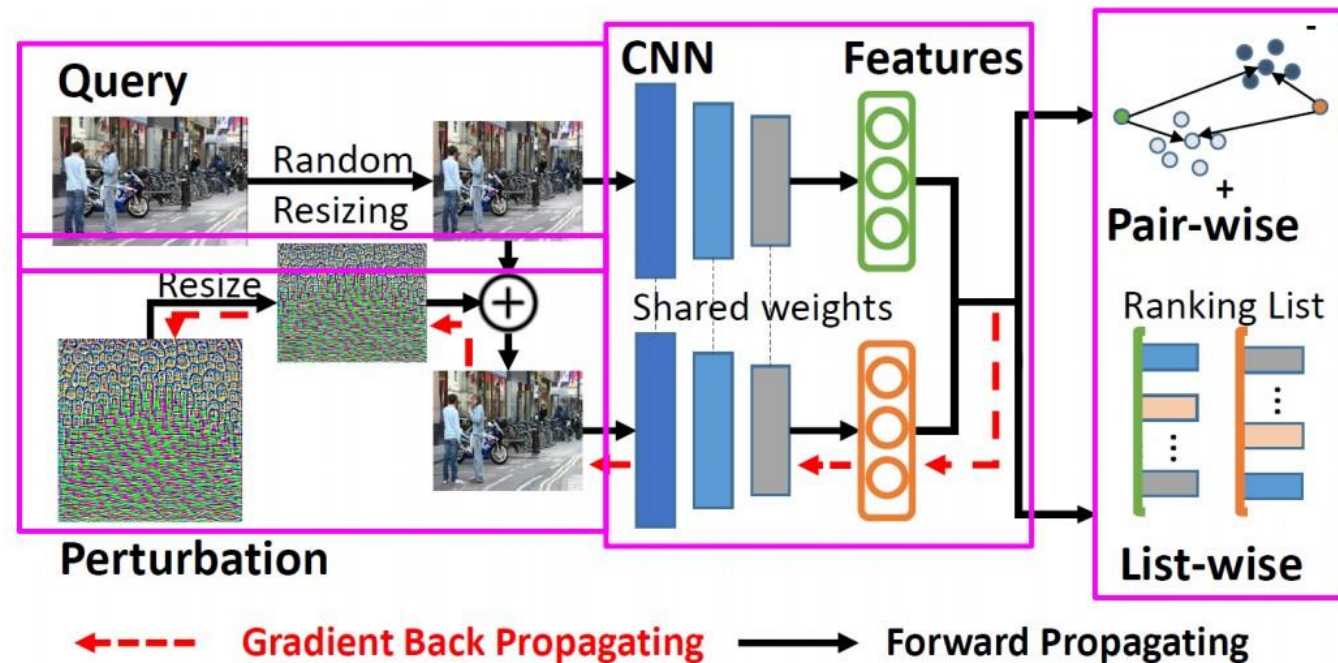 Query
Random
Resizing
Resize
Perturbation
CNN
Features
Shared weights
-
+
Pair-wise
Ranking List
...
...
List-wise
Gradient Back Propagating
Forward Propagating